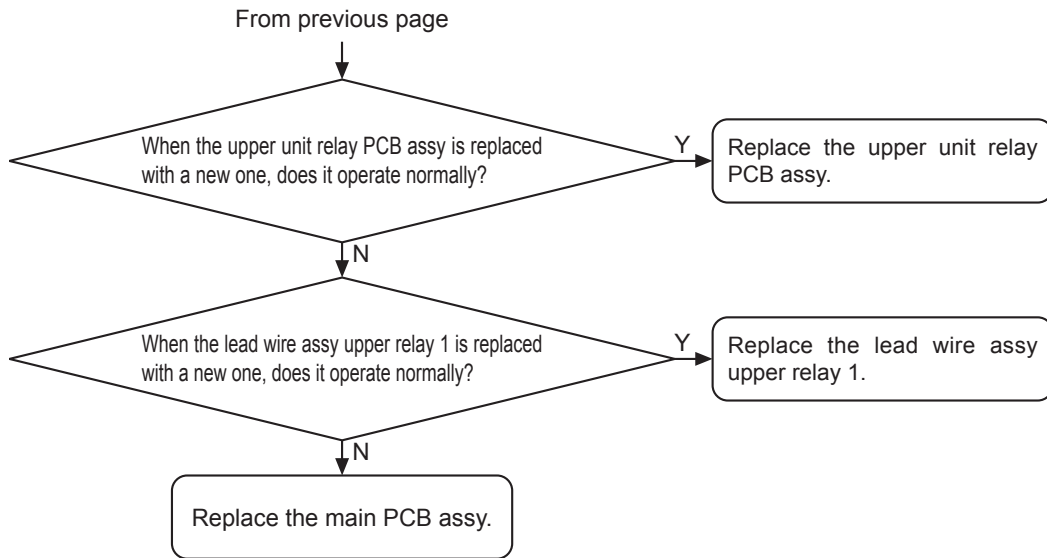 From previous page
When the upper unit relay PCB assy is replaced
with a new one, does it operate normally?
Y
Replace the upper unit relay
PCB assy.
N
When the lead wire assy upper relay 1 is replaced
with a new one, does it operate normally?
Y
Replace the lead wire assy
upper relay 1.
N
Replace the main PCB assy.